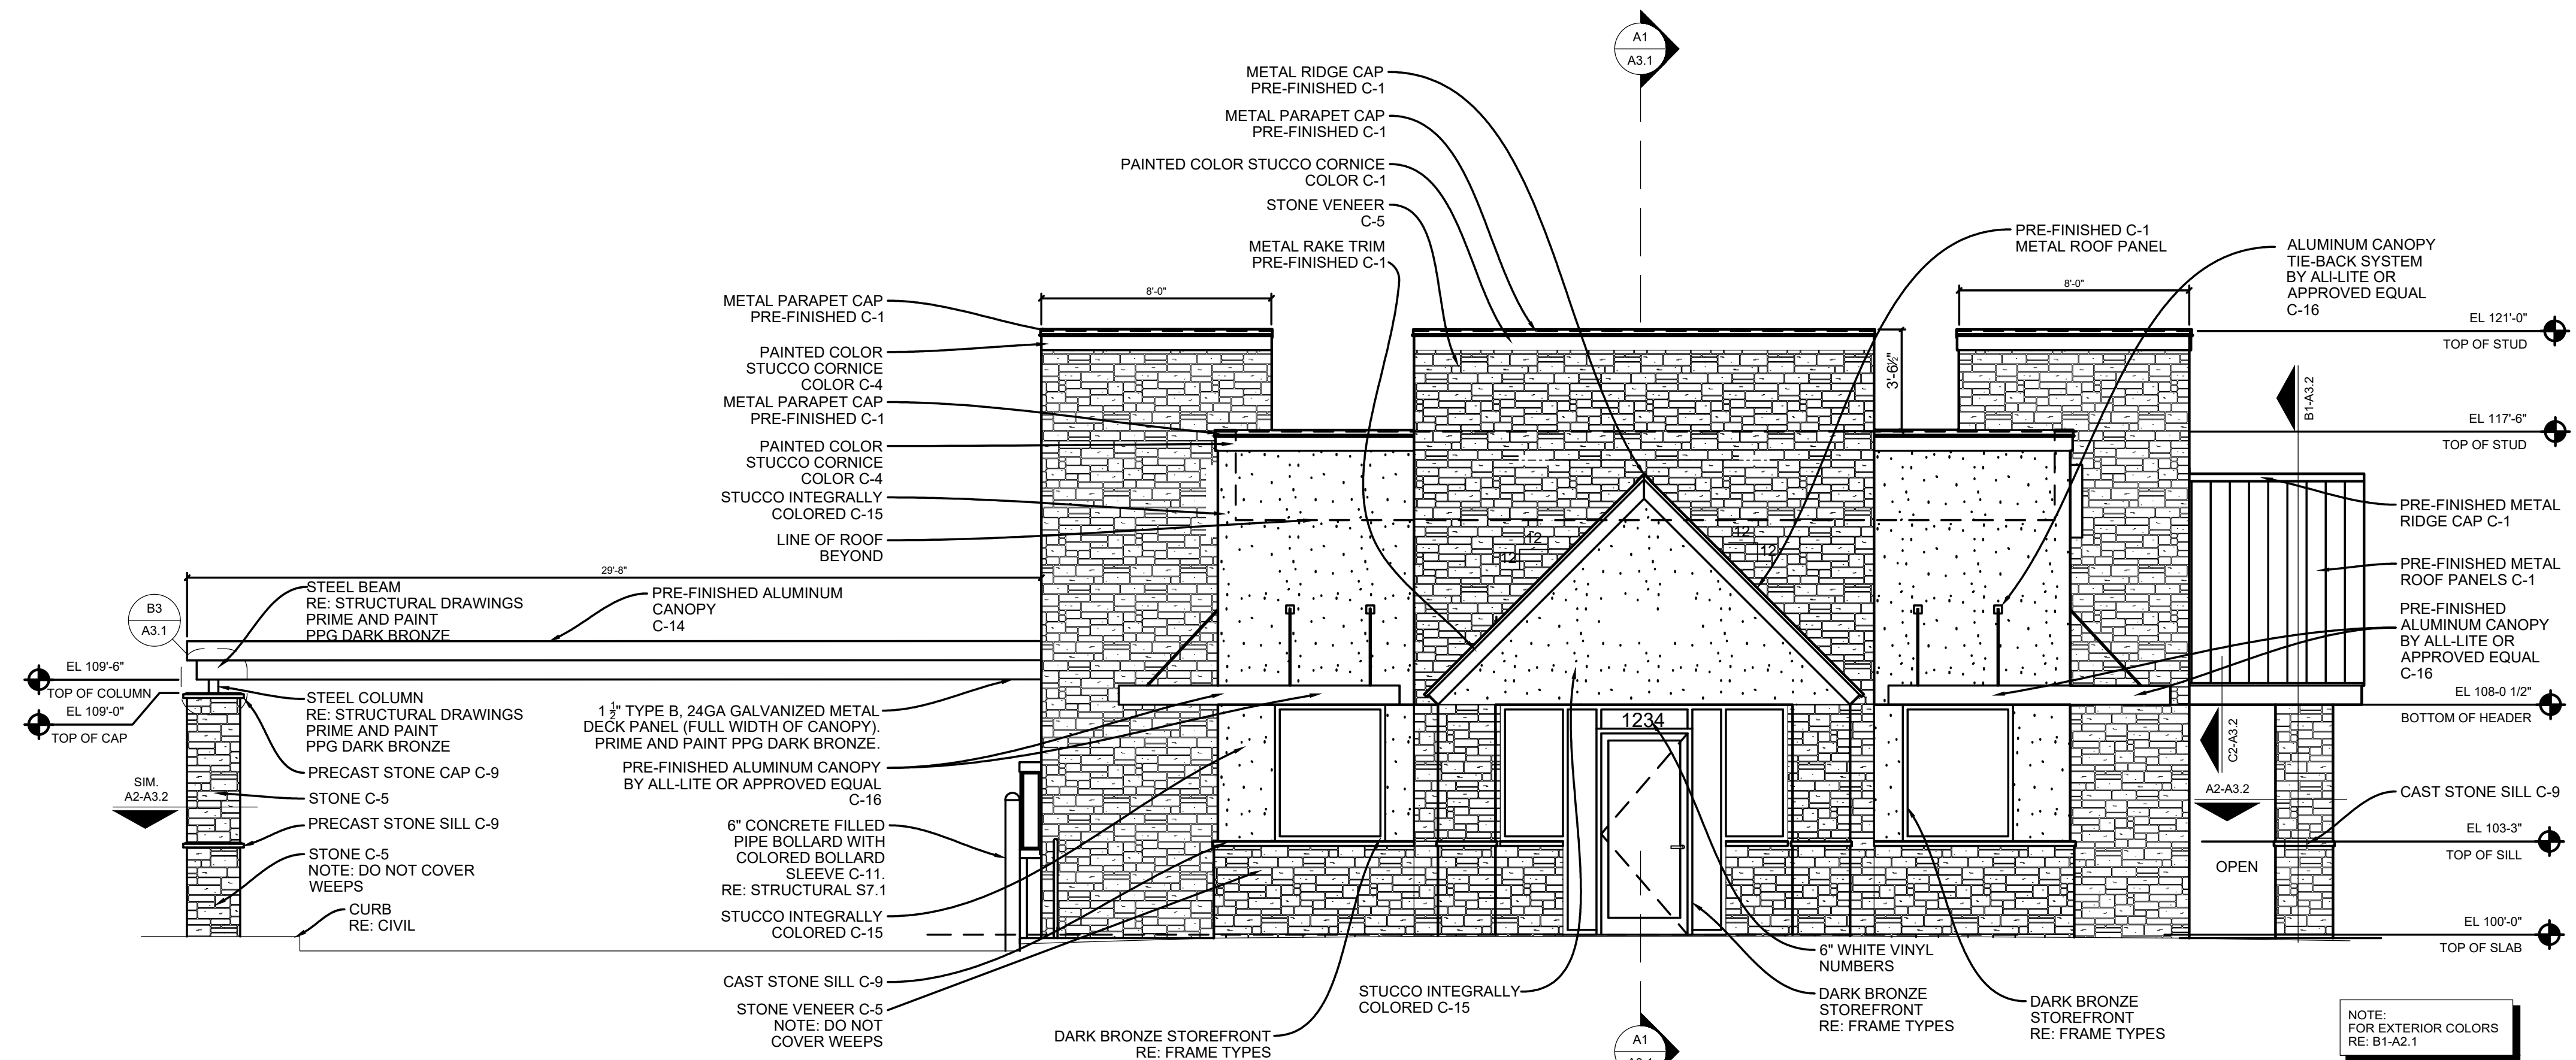 A1
A3.1
METAL RIDGE CAP
PRE-FINISHED C-1
METAL PARAPET CAP
PRE-FINISHED C-1
PAINTED COLOR STUCCO CORNICE
COLOR C-1
STONE VENEER
C-5
METAL RAKE TRIM
PRE-FINISHED C-1
PRE-FINISHED C-1
METAL ROOF PANEL
ALUMINUM CANOPY
TIE-BACK SYSTEM
BY ALI-LITE OR
APPROVED EQUAL
C-16
8'-0"
8'-0"
METAL PARAPET CAP
PRE-FINISHED C-1
PAINTED COLOR
STUCCO CORNICE
COLOR C-4
METAL PARAPET CAP
PRE-FINISHED C-1
PAINTED COLOR
STUCCO CORNICE
COLOR C-4
STUCCO INTEGRALLY
COLORED C-15
LINE OF ROOF
BEYOND
EL 121'-0"
TOP OF STUD
3'-6½"
B1-A3.2
EL 117'-6"
TOP OF STUD
12
12
12
12
PRE-FINISHED METAL
RIDGE CAP C-1
PRE-FINISHED METAL
ROOF PANELS C-1
PRE-FINISHED
ALUMINUM CANOPY
BY ALL-LITE OR
APPROVED EQUAL
C-16
29'-8"
STEEL BEAM
RE: STRUCTURAL DRAWINGS
PRIME AND PAINT
PPG DARK BRONZE
PRE-FINISHED ALUMINUM
CANOPY
C-14
B3
A3.1
EL 109'-6"
TOP OF COLUMN
EL 109'-0"
TOP OF CAP
STEEL COLUMN
RE: STRUCTURAL DRAWINGS
PRIME AND PAINT
PPG DARK BRONZE
PRECAST STONE CAP C-9
SIM.
A2-A3.2
STONE C-5
PRECAST STONE SILL C-9
STONE C-5
NOTE: DO NOT COVER
WEEPS
CURB
RE: CIVIL
1 ½" TYPE B, 24GA GALVANIZED METAL
DECK PANEL (FULL WIDTH OF CANOPY).
PRIME AND PAINT PPG DARK BRONZE.
PRE-FINISHED ALUMINUM CANOPY
BY ALL-LITE OR APPROVED EQUAL
C-16
6" CONCRETE FILLED
PIPE BOLLARD WITH
COLORED BOLLARD
SLEEVE C-11.
RE: STRUCTURAL S7.1
STUCCO INTEGRALLY
COLORED C-15
CAST STONE SILL C-9
STONE VENEER C-5
NOTE: DO NOT
COVER WEEPS
1234
EL 108-0 1/2"
BOTTOM OF HEADER
C2-A3.2
A2-A3.2
CAST STONE SILL C-9
EL 103-3"
TOP OF SILL
OPEN
EL 100'-0"
TOP OF SLAB
DARK BRONZE STOREFRONT
RE: FRAME TYPES
STUCCO INTEGRALLY
COLORED C-15
6" WHITE VINYL
NUMBERS
DARK BRONZE
STOREFRONT
RE: FRAME TYPES
DARK BRONZE
STOREFRONT
RE: FRAME TYPES
A1
NOTE:
FOR EXTERIOR COLORS
RE: B1-A2.1